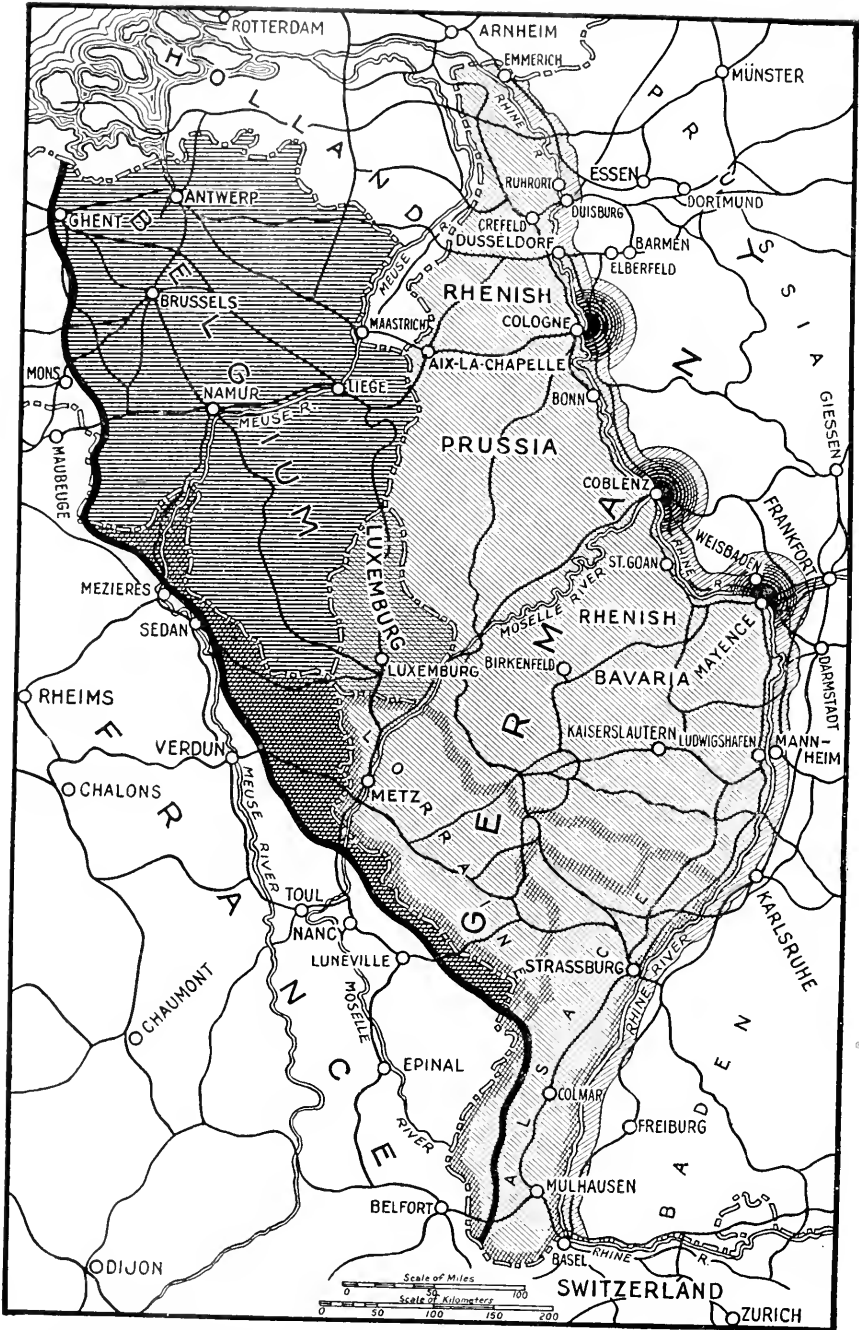 ROTTERDAM
ARNHEIM
EMMERICH
MÜNSTER
HOLLAND
PRUSSIA
RHINE R.
RUHRORT
ESSEN
DORTMUND
DUISBURG
ANTWERP
GHENT
CREFELD
DUSSELDORF
BARMEN
ELBERFELD
MEUSE R.
BELGIUM
RHENISH
BRUSSELS
COLOGNE
MAASTRICHT
AIX-LA-CHAPELLE
MONS
NAMUR
LIEGE
MEUSE R.
BONN
GIESSEN
MAUBEUGE
PRUSSIA
COBLENZ
FRANKFORT
WEISBADEN
LUXEMBURG
ST. GOAN
RHINE R.
MEZIERES
MOSELLE RIVER
RHENISH
SEDAN
LUXEMBURG
BIRKENFELD
BAVARIA
MAYENCE
DARMSTADT
RHEIMS
GERMANY
VERDUN
LORRAINE
KAISERSLAUTERN
LUDWIGSHAFEN
MANN-
HEIM
CHALONS
METZ
MEUSE RIVER
FRANCE
TOUL
NANCY
KARLSRUHE
LUNEVILLE
STRASSBURG
RHINE RIVER
CHAUMONT
MOSELLE
RIVER
ALSACE
EPINAL
COLMAR
BADEN
FREIBURG
MULHAUSEN
BELFORT
DIJON
BASEL
RHINE R.
Scale of Miles
0 50 100
Scale of Kilometers
0 50 100 150 200
SWITZERLAND
ZURICH